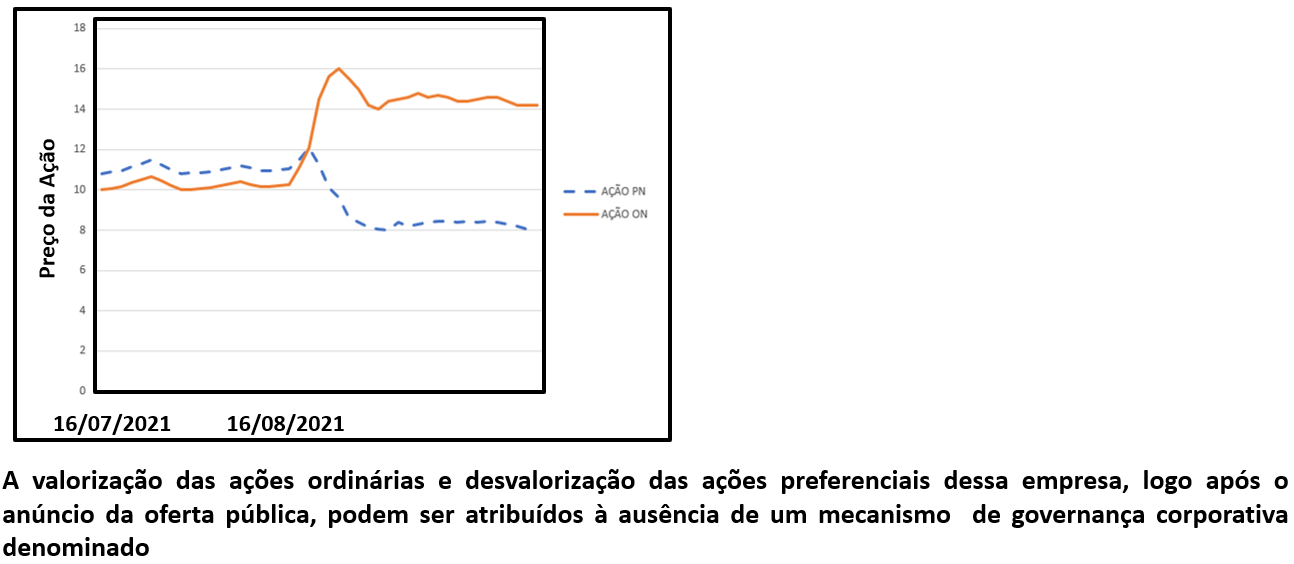 18
16
14
12
10
8
6
4
2
0
Preço da Ação
AÇÃO PN
AÇÃO ON
16/07/2021 16/08/2021
A valorização das ações ordinárias e desvalorização das ações preferenciais dessa empresa, logo após o
anúncio da oferta pública, podem ser atribuídos à ausência de um mecanismo de governança corporativa
denominado